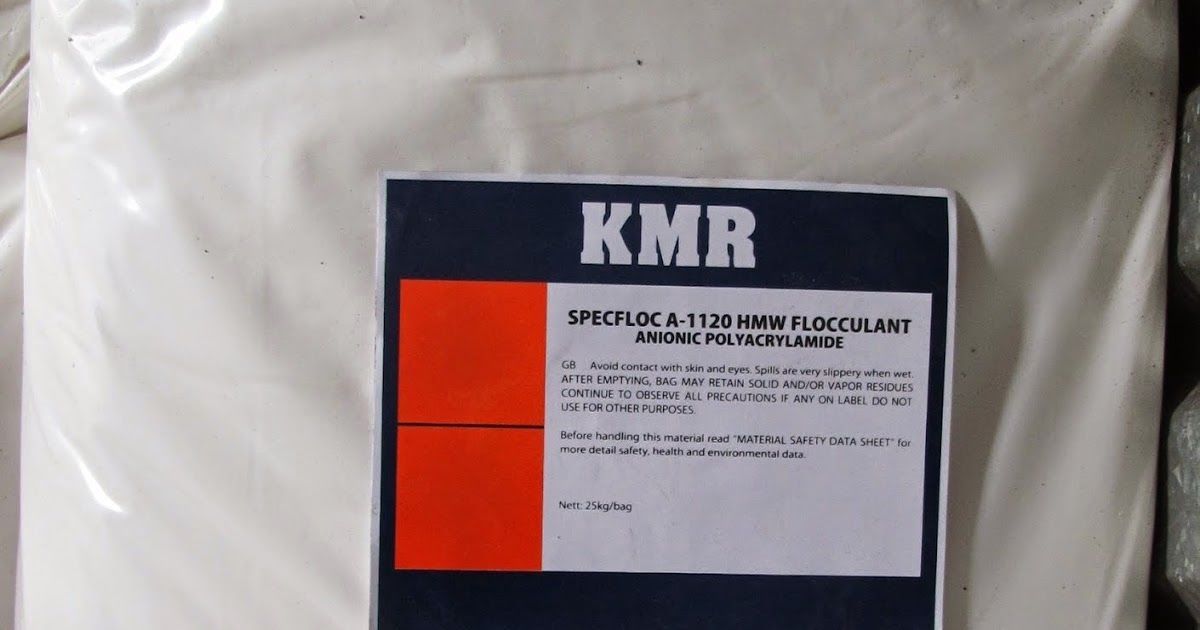 KMR
SPECFLOC A-1120 HMW FLOCCULANT
ANIONIC POLYACRYLAMIDE
GB Avoid contact with skin and eyes. Spills are very slippery when wet.
AFTER EMPTYING, BAG MAY RETAIN SOLID AND/OR VAPOR RESIDUES
CONTINUE TO OBSERVE ALL PRECAUTIONS IF ANY ON LABEL DO NOT
USE FOR OTHER PURPOSES.
Before handling this material read "MATERIAL SAFETY DATA SHEET" for
more detail safety, health and environmental data.
Nett: 25kg/bag